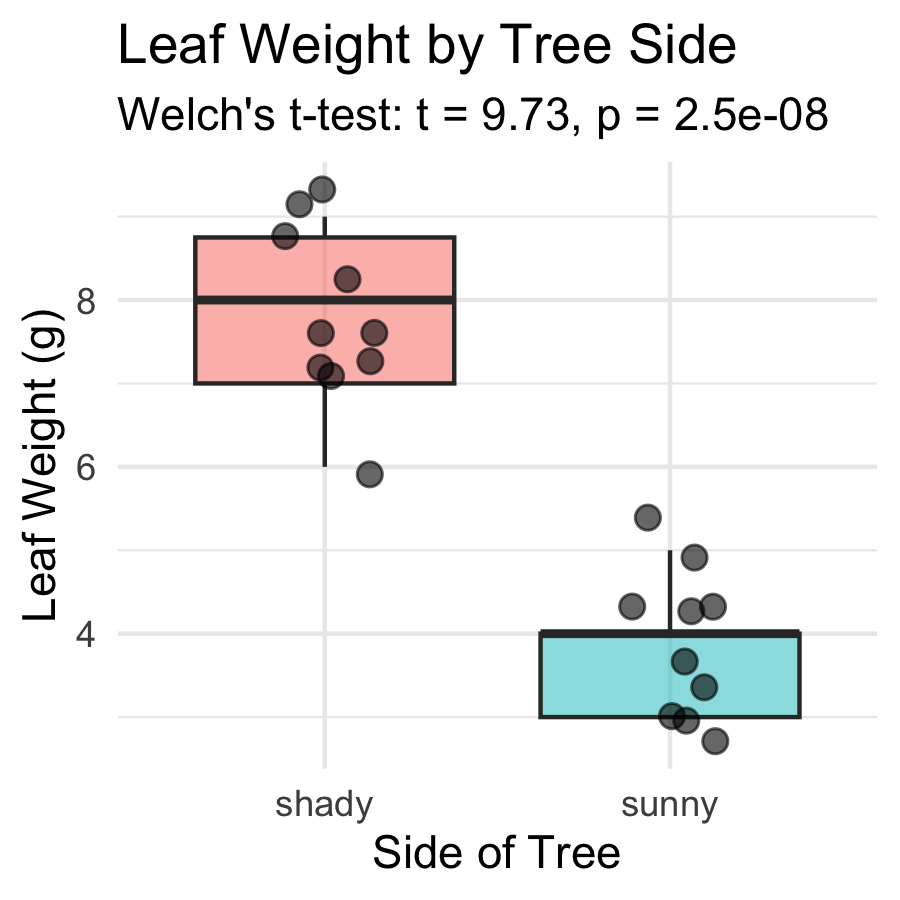 Leaf Weight by Tree Side
Welch's t-test: t = 9.73, p = 2.5e-08
Leaf Weight (g)
8
6
4
shady
sunny
Side of Tree